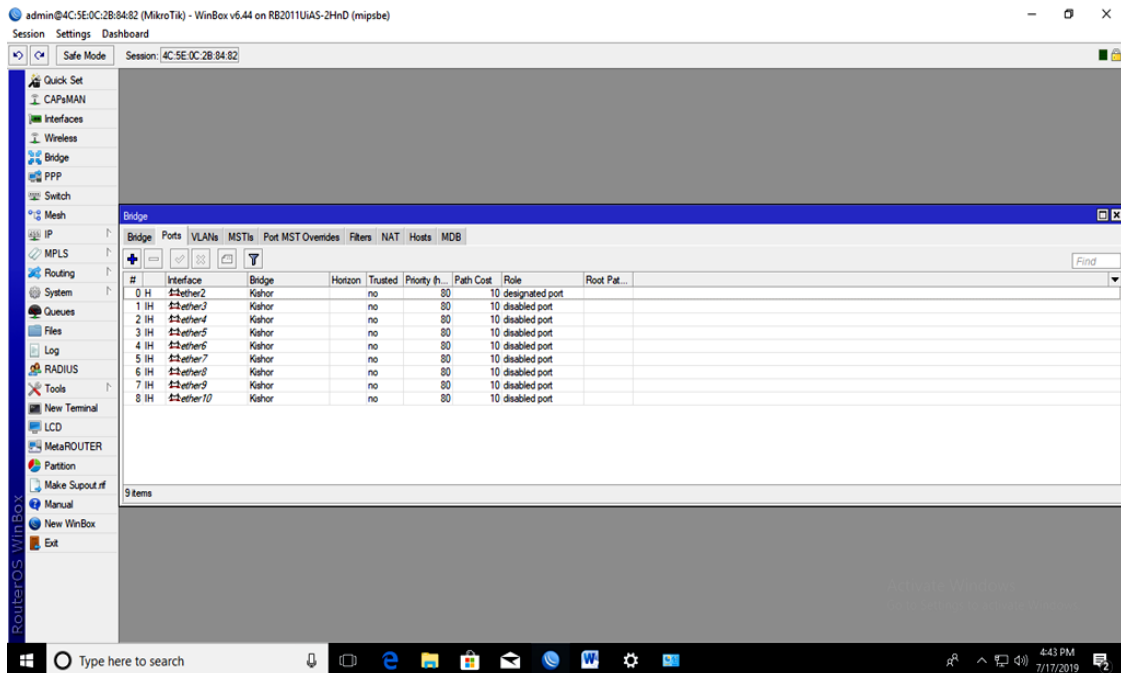 admin@4C:5E:0C:2B:84:82 (MikroTik) - WinBox v6.44 on RB2011UiAS-2HnD (mipsbe)
Session Settings Dashboard
Safe Mode Session: 4C:5E:0C:2B:84:82
Quick Set
CAPsMAN
Interfaces
Wireless
Bridge
PPP
Switch
Mesh
IP
MPLS
Routing
System
Queues
Files
Log
RADIUS
Tools
New Terminal
LCD
MetaROUTER
Partition
Make Supout.rif
Manual
New WinBox
Exit
RouterOS WinBox
Bridge
Bridge Ports VLANs MSTIs Port MST Overrides Filters NAT Hosts MDB
Find
# Interface Bridge Horizon Trusted Priority (h... Path Cost Role Root Pat...
0 H ether2 Kishor no 80 10 designated port
1 IH ether3 Kishor no 80 10 disabled port
2 IH ether4 Kishor no 80 10 disabled port
3 IH ether5 Kishor no 80 10 disabled port
4 IH ether6 Kishor no 80 10 disabled port
5 IH ether7 Kishor no 80 10 disabled port
6 IH ether8 Kishor no 80 10 disabled port
7 IH ether9 Kishor no 80 10 disabled port
8 IH ether10 Kishor no 80 10 disabled port
9 items
Activate Windows
Go to Settings to activate Windows.
Type here to search
4:43 PM
7/17/2019
2